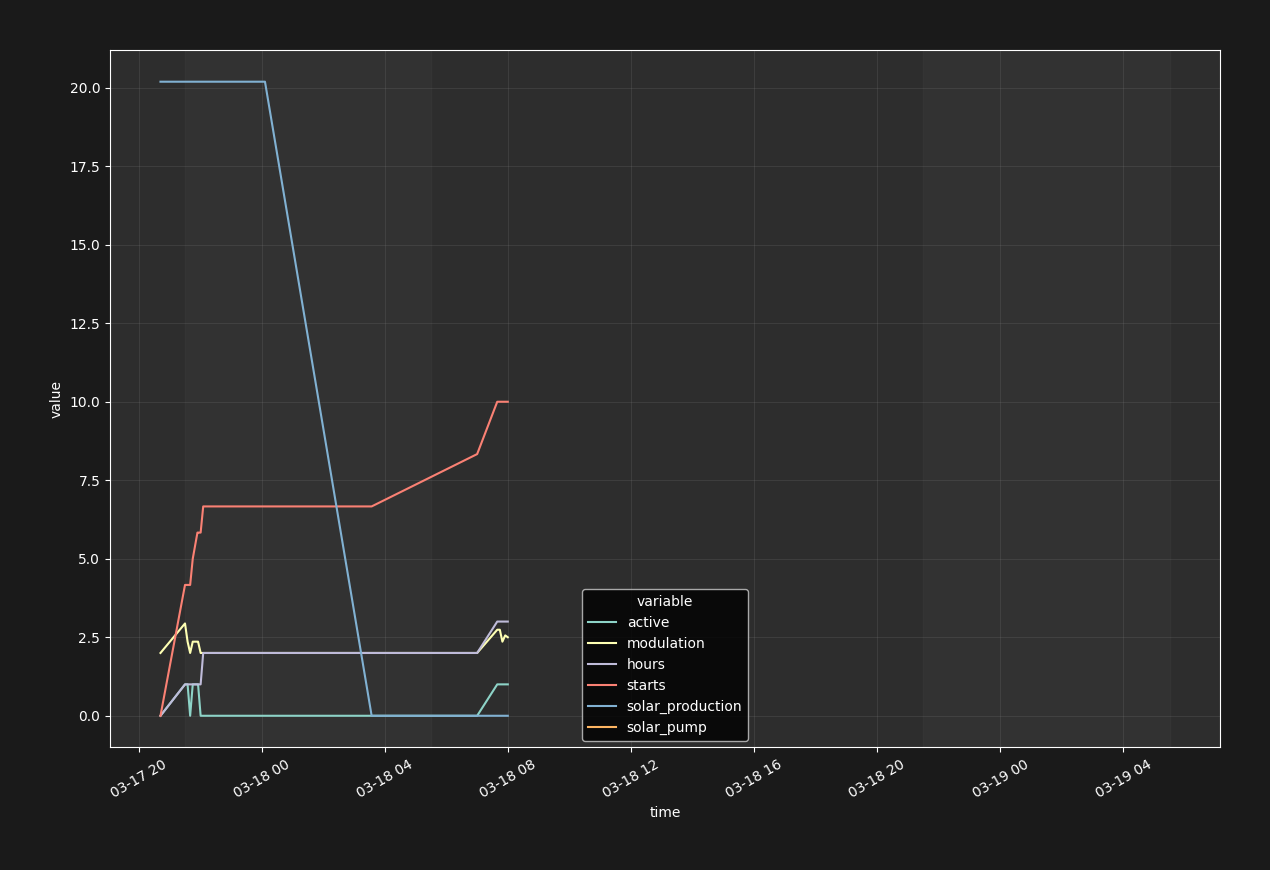 20.0
17.5
15.0
12.5
10.0
7.5
5.0
2.5
0.0
value
variable
active
modulation
hours
starts
solar_production
solar_pump
03-17 20
03-18 00
03-18 04
03-18 08
03-18 12
03-18 16
03-18 20
03-19 00
03-19 04
time